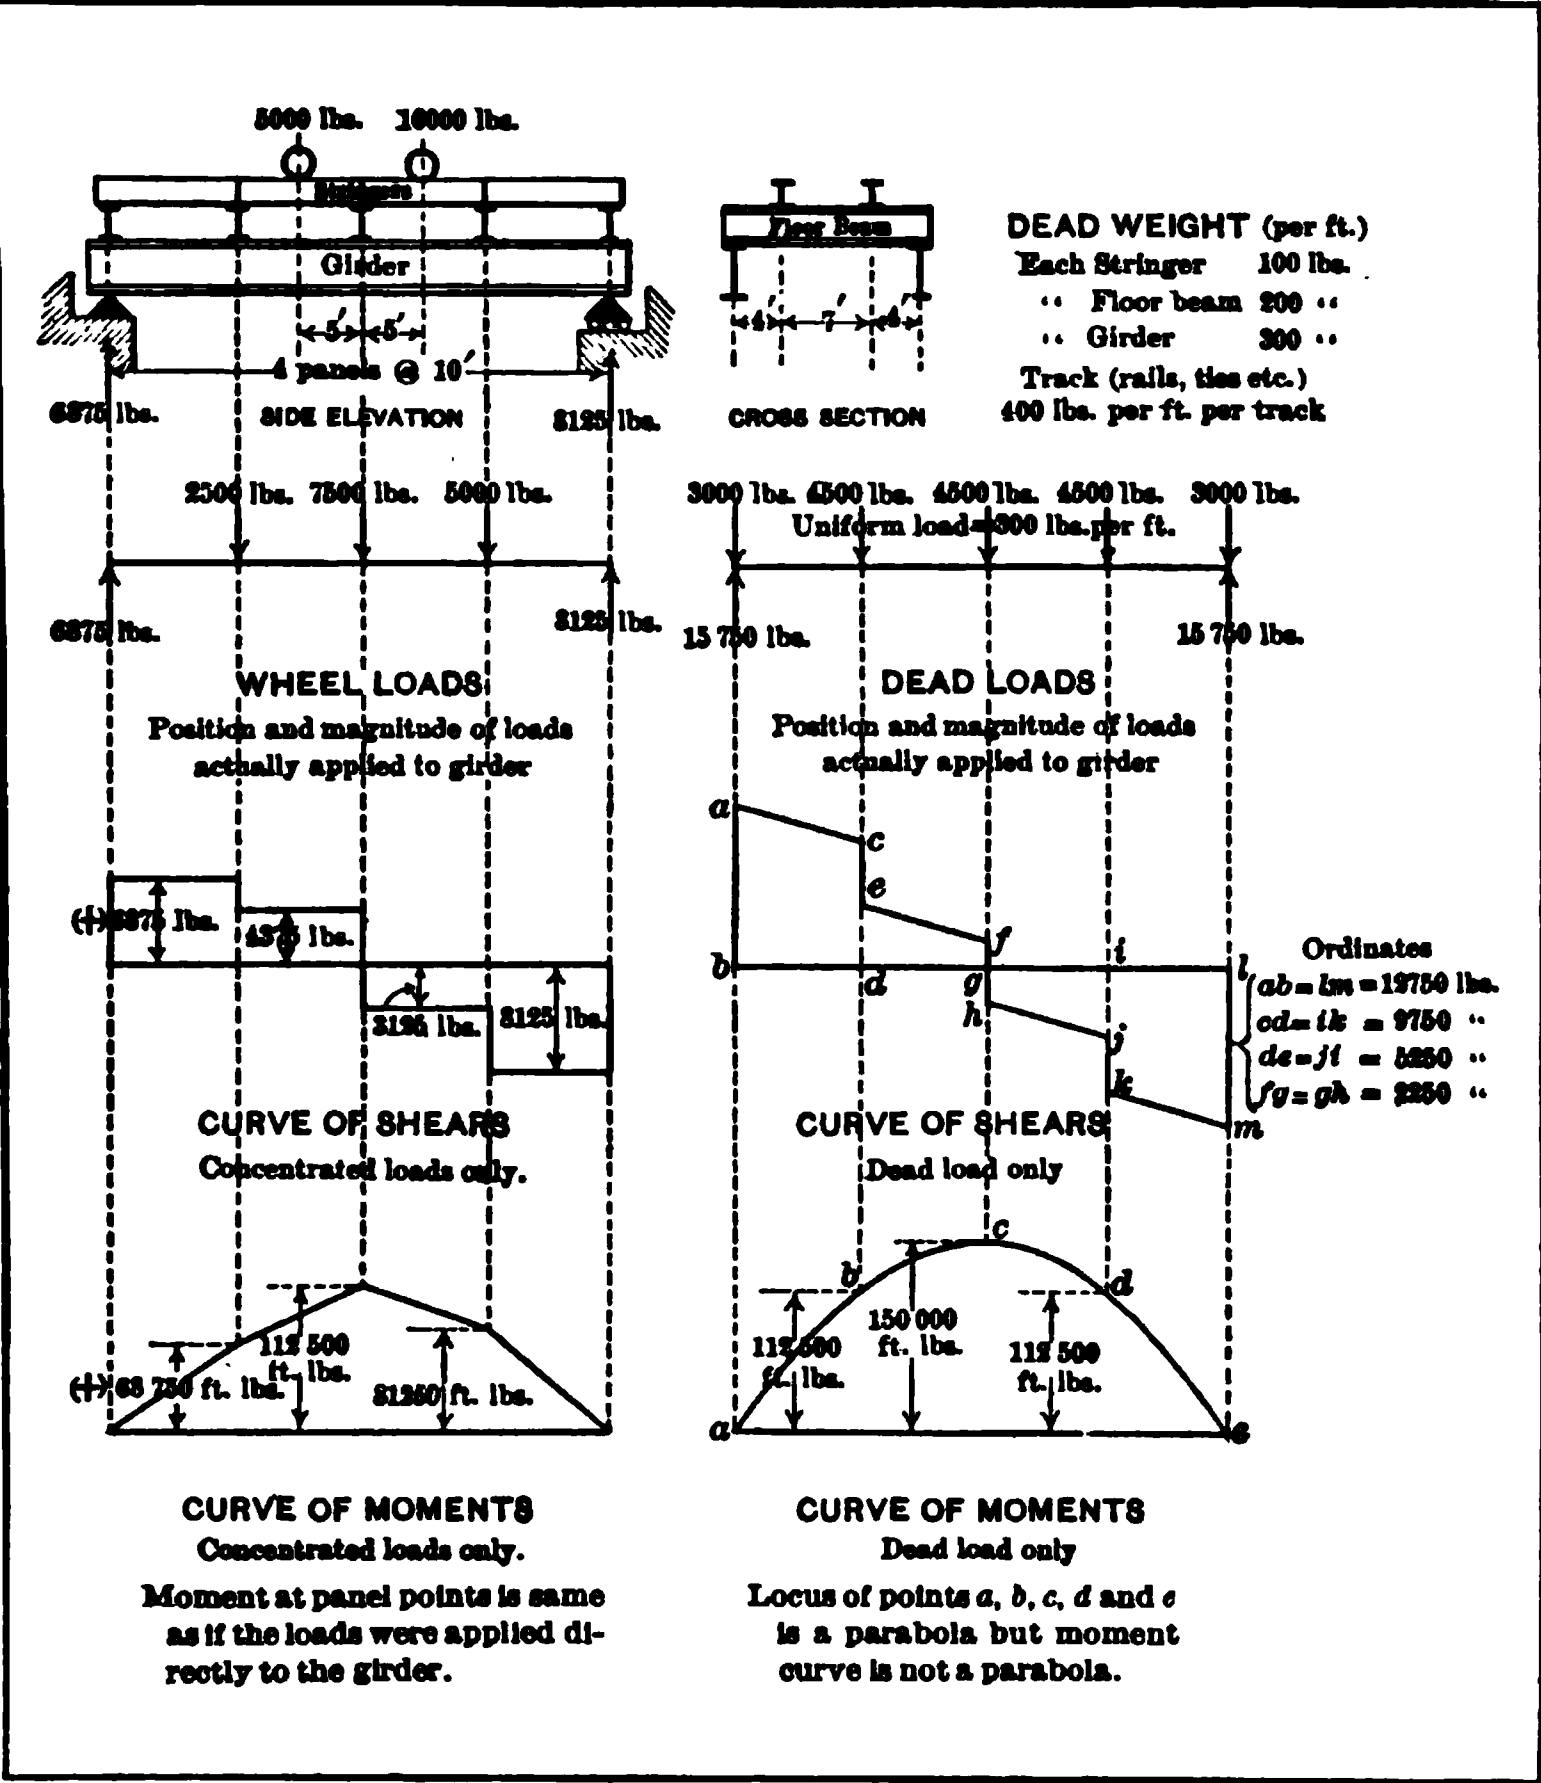 5000 lbs. 10000 lbs.
Stringers
Girder
5' 5'
4 panels @ 10'
6875 lbs. SIDE ELEVATION 8125 lbs.
Floor Beam
4' 7' 4'
CROSS SECTION
DEAD WEIGHT (per ft.)
Each Stringer 100 lbs.
“ Floor beam 200 “
“ Girder 300 “
Track (rails, ties etc.)
400 lbs. per ft. per track
2500 lbs. 7500 lbs. 5000 lbs.
6875 lbs. 8125 lbs.
WHEEL LOADS
Position and magnitude of loads
actually applied to girder
3000 lbs. 4500 lbs. 4500 lbs. 4500 lbs. 3000 lbs.
Uniform load=300 lbs.per ft.
15 750 lbs. 15 750 lbs.
DEAD LOADS
Position and magnitude of loads
actually applied to girder
(+) 6875 lbs. 4375 lbs.
3125 lbs. 8125 lbs.
CURVE OF SHEARS
Concentrated loads only.
a
c
e
f
b d g i l
h
j
k
m
Ordinates
ab = lm = 12750 lbs.
cd = ik = 9750 “
de = ji = 5250 “
fg = gh = 2250 “
CURVE OF SHEARS
Dead load only
112 500
ft. lbs.
(+) 68 750 ft. lbs. 81250 ft. lbs.
CURVE OF MOMENTS
Concentrated loads only.
Moment at panel points is same
as if the loads were applied di-
rectly to the girder.
c
b d
150 000
ft. lbs.
112 500
ft. lbs.
112 500
ft. lbs.
a e
CURVE OF MOMENTS
Dead load only
Locus of points a, b, c, d and e
is a parabola but moment
curve is not a parabola.